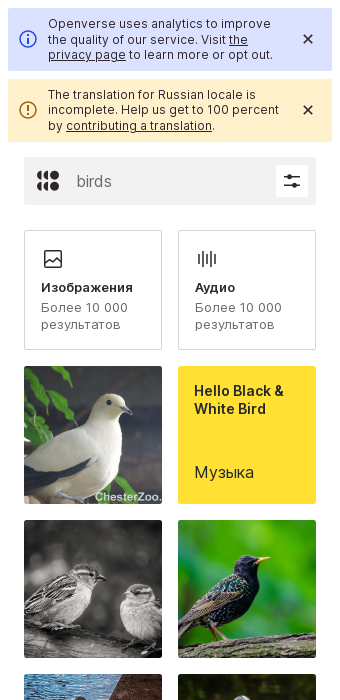 Openverse uses analytics to improve
the quality of our service. Visit the
privacy page to learn more or opt out.
The translation for Russian locale is
incomplete. Help us get to 100 percent
by contributing a translation.
birds
Изображения
Более 10 000
результатов
Аудио
Более 10 000
результатов
ChesterZoo.
Hello Black &
White Bird
Музыка